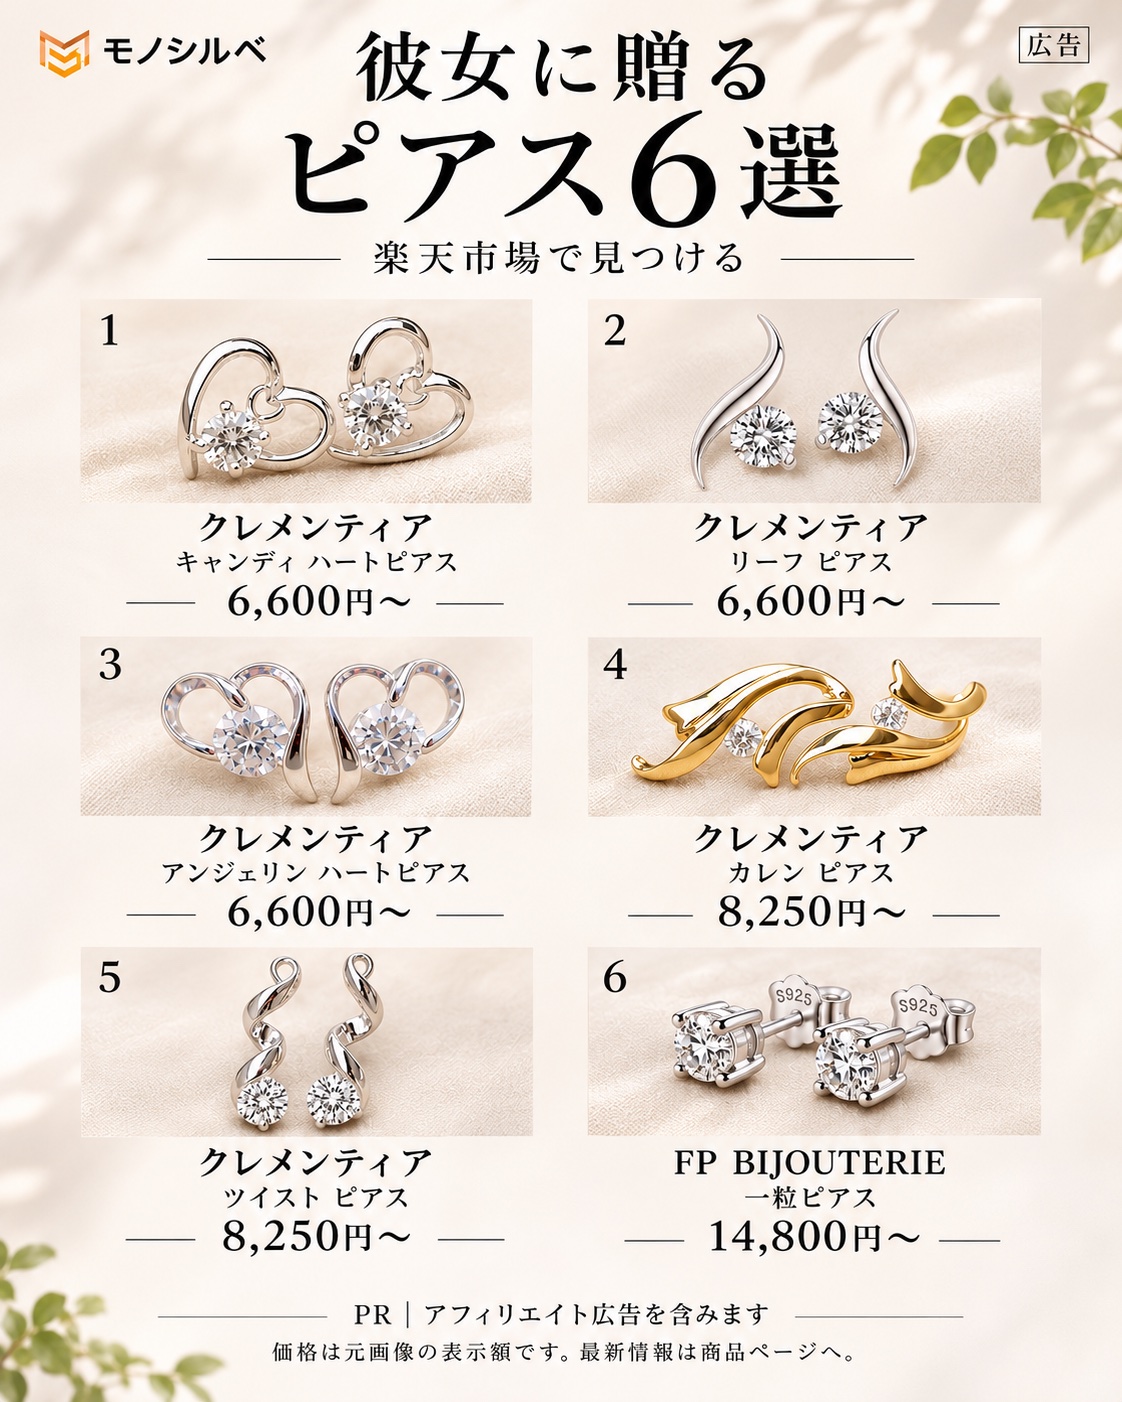 モノシルベ
広告
彼女に贈る
ピアス6選
楽天市場で見つける
1
クレメンティア
キャンディ ハートピアス
6,600円〜
2
クレメンティア
リーフ ピアス
6,600円〜
3
クレメンティア
アンジェリン ハートピアス
6,600円〜
4
クレメンティア
カレン ピアス
8,250円〜
5
クレメンティア
ツイスト ピアス
8,250円〜
6
S925
S925
FP BIJOUTERIE
一粒ピアス
14,800円〜
PR｜アフィリエイト広告を含みます
価格は元画像の表示額です。最新情報は商品ページへ。